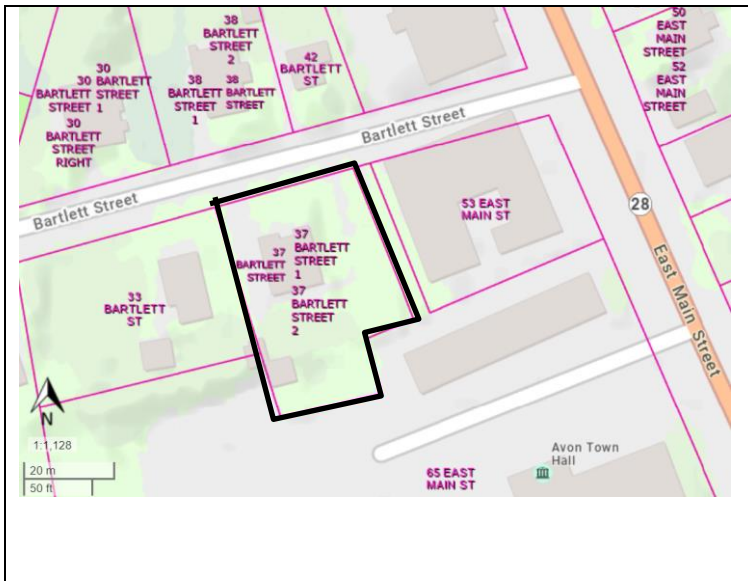 38
BARTLETT
STREET
2
42
BARTLETT
ST
50
EAST
MAIN
STREET
52
EAST
MAIN
STREET
30
30 BARTLETT
BARTLETT STREET
STREET 1
30
BARTLETT
STREET
RIGHT
38 38
BARTLETT BARTLETT
STREET STREET
1
Bartlett Street
Bartlett Street
53 EAST
MAIN ST
28
East Main Street
37
BARTLETT
STREET
37
BARTLETT
STREET
1
37
BARTLETT
STREET
2
33
BARTLETT
ST
N
1:1,128
20 m
50 ft
Avon Town
Hall
65 EAST
MAIN ST